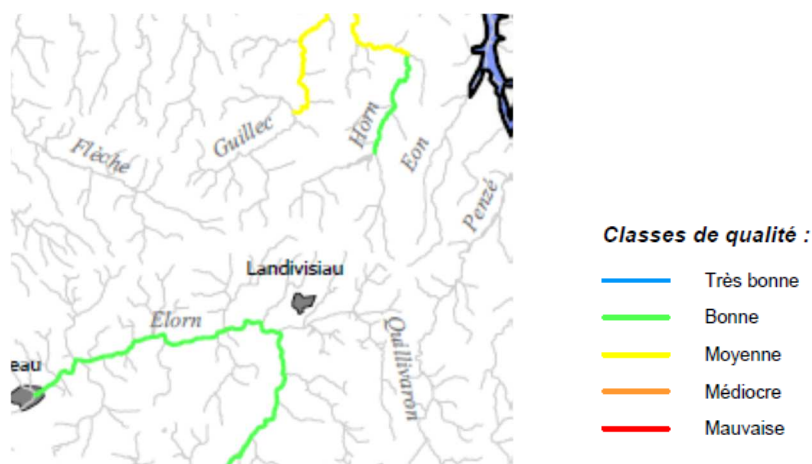 Guillec
Horn
Flèche
Eon
Penzé
Landivisiau
Elorn
Quillivaron
eau
Classes de qualité :
Très bonne
Bonne
Moyenne
Médiocre
Mauvaise